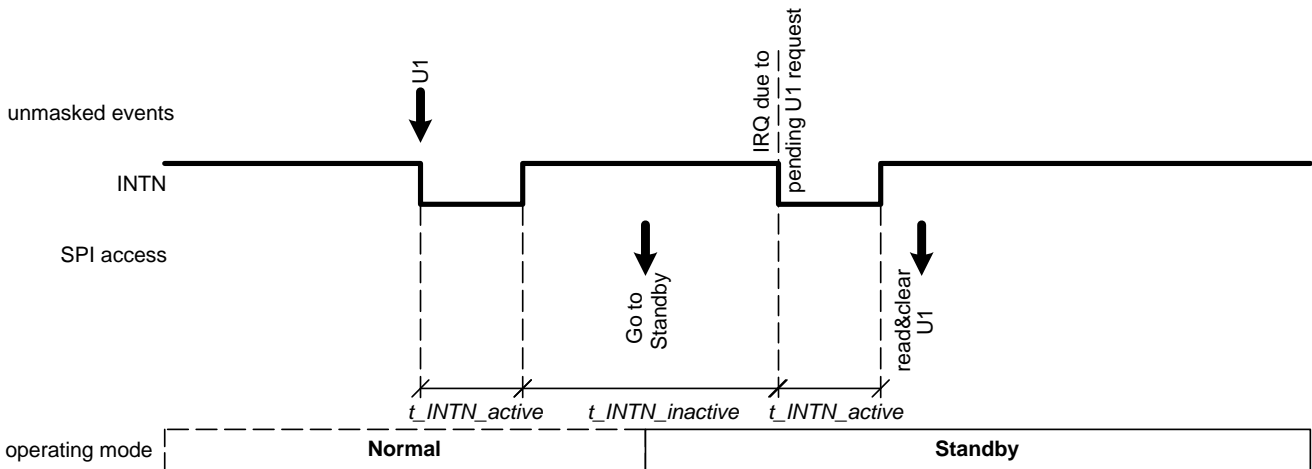 U1
IRQ due to
pending U1 request
unmasked events
INTN
SPI access
Go to
Standby
read&clear
U1
t_INTN_active
t_INTN_inactive
t_INTN_active
operating mode
Normal
Standby